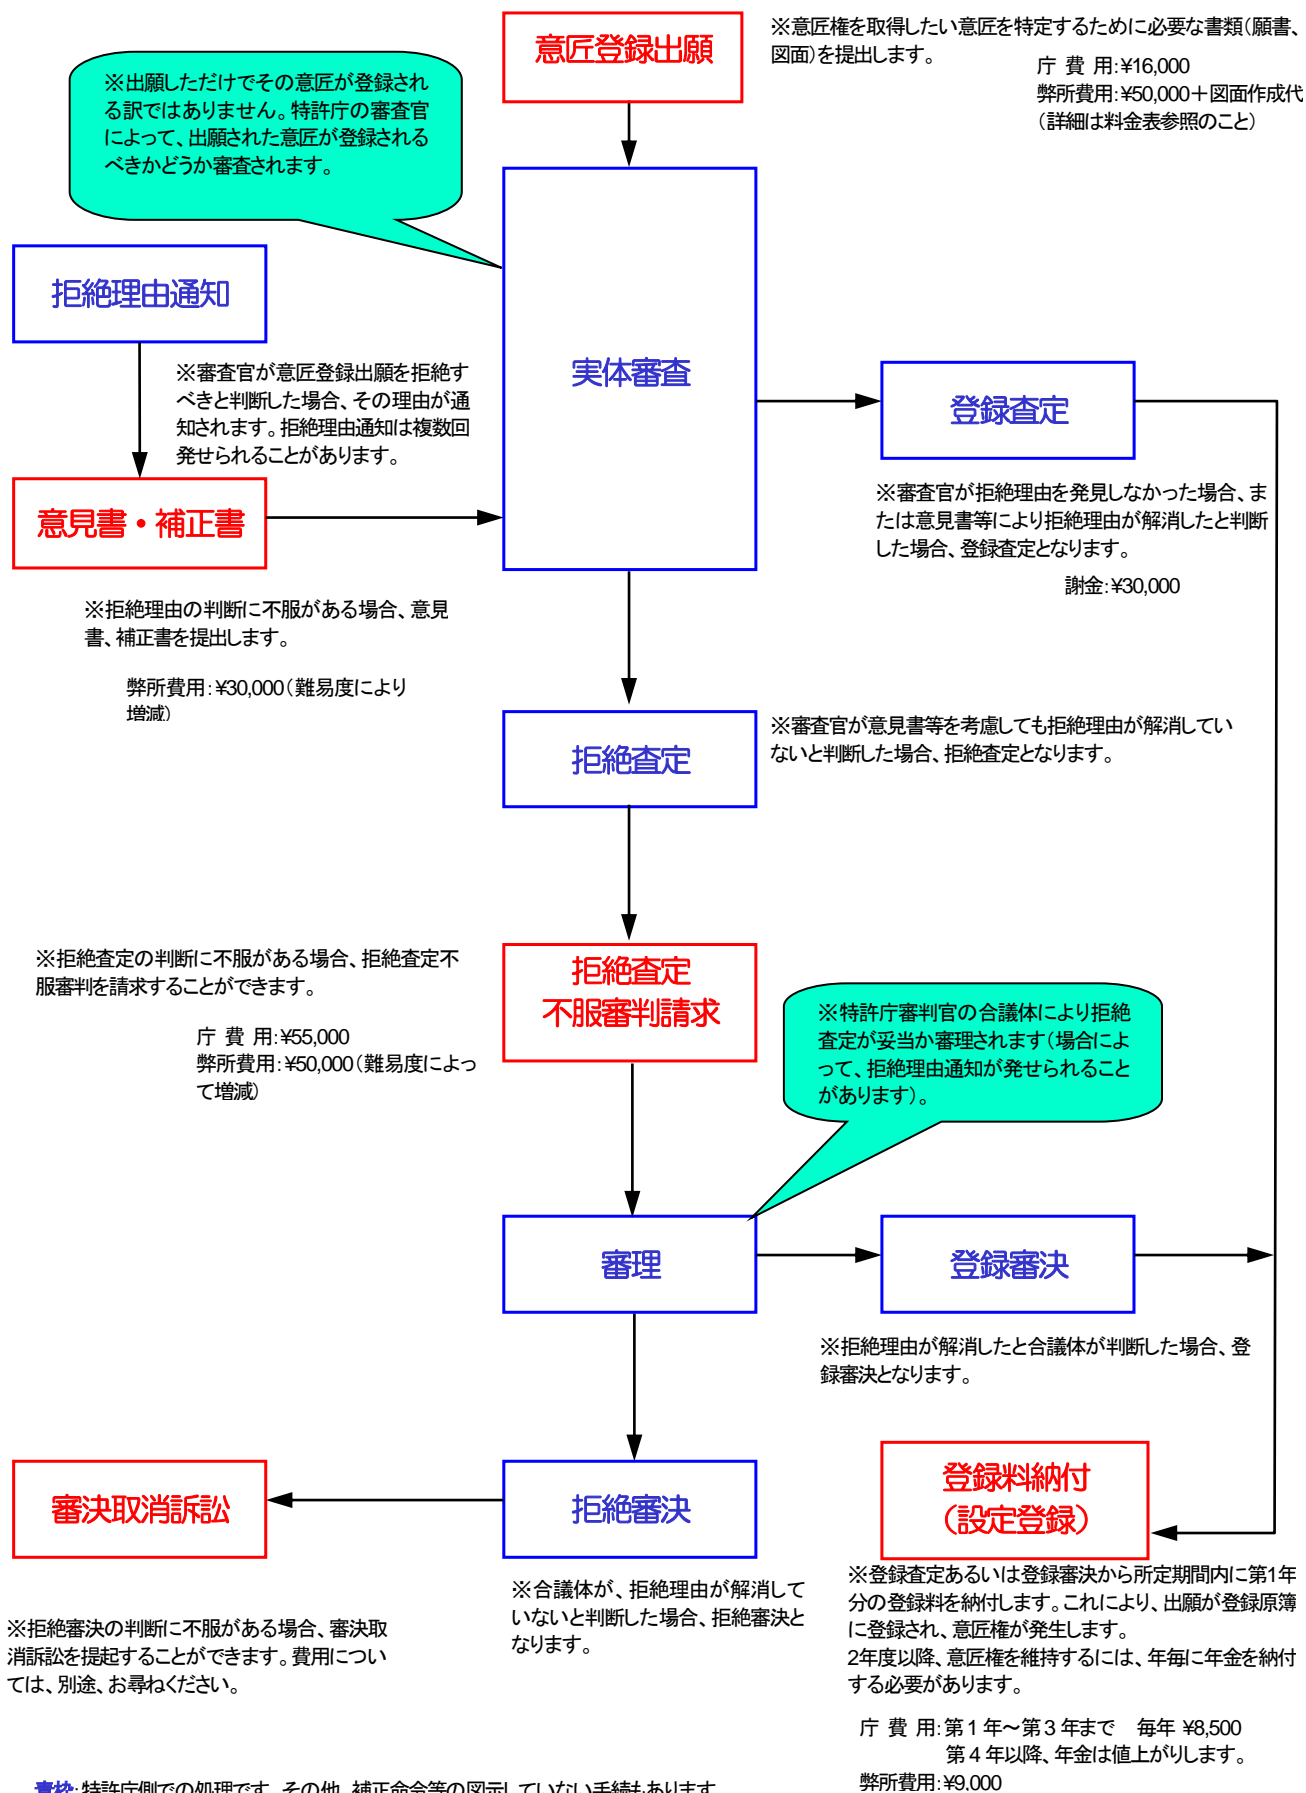 意匠登録出願
※意匠権を取得したい意匠を特定するために必要な書類（願書、
図面）を提出します。
庁 費 用：¥16,000
弊所費用：¥50,000＋図面作成代
（詳細は料金表参照のこと）
※出願しただけでその意匠が登録され
る訳ではありません。特許庁の審査官
によって、出願された意匠が登録される
べきかどうか審査されます。
拒絶理由通知
※審査官が意匠登録出願を拒絶す
べきと判断した場合、その理由が通
知されます。拒絶理由通知は複数回
発せられることがあります。
実体審査
登録査定
※審査官が拒絶理由を発見しなかった場合、ま
たは意見書等により拒絶理由が解消したと判断
した場合、登録査定となります。
謝金：¥30,000
意見書・補正書
※拒絶理由の判断に不服がある場合、意見
書、補正書を提出します。
弊所費用：¥30,000（難易度により
増減）
拒絶査定
※審査官が意見書等を考慮しても拒絶理由が解消してい
ないと判断した場合、拒絶査定となります。
※拒絶査定の判断に不服がある場合、拒絶査定不
服審判を請求することができます。
庁 費 用：¥55,000
弊所費用：¥50,000（難易度によっ
て増減）
拒絶査定
不服審判請求
※特許庁審判官の合議体により拒絶
査定が妥当か審理されます（場合によ
って、拒絶理由通知が発せられること
があります）。
審理
登録審決
※拒絶理由が解消したと合議体が判断した場合、登
録審決となります。
審決取消訴訟
拒絶審決
登録料納付
（設定登録）
※拒絶審決の判断に不服がある場合、審決取
消訴訟を提起することができます。費用につい
ては、別途、お尋ねください。
※合議体が、拒絶理由が解消して
いないと判断した場合、拒絶審決と
なります。
※登録査定あるいは登録審決から所定期間内に第1年
分の登録料を納付します。これにより、出願が登録原簿
に登録され、意匠権が発生します。
2年度以降、意匠権を維持するには、年毎に年金を納付
する必要があります。
庁 費 用：第１年～第３年まで　毎年 ¥8,500
第４年以降、年金は値上がりします。
弊所費用：¥9,000
青枠：特許庁側での処理です。その他、補正命令等の図示していない手続もあります。